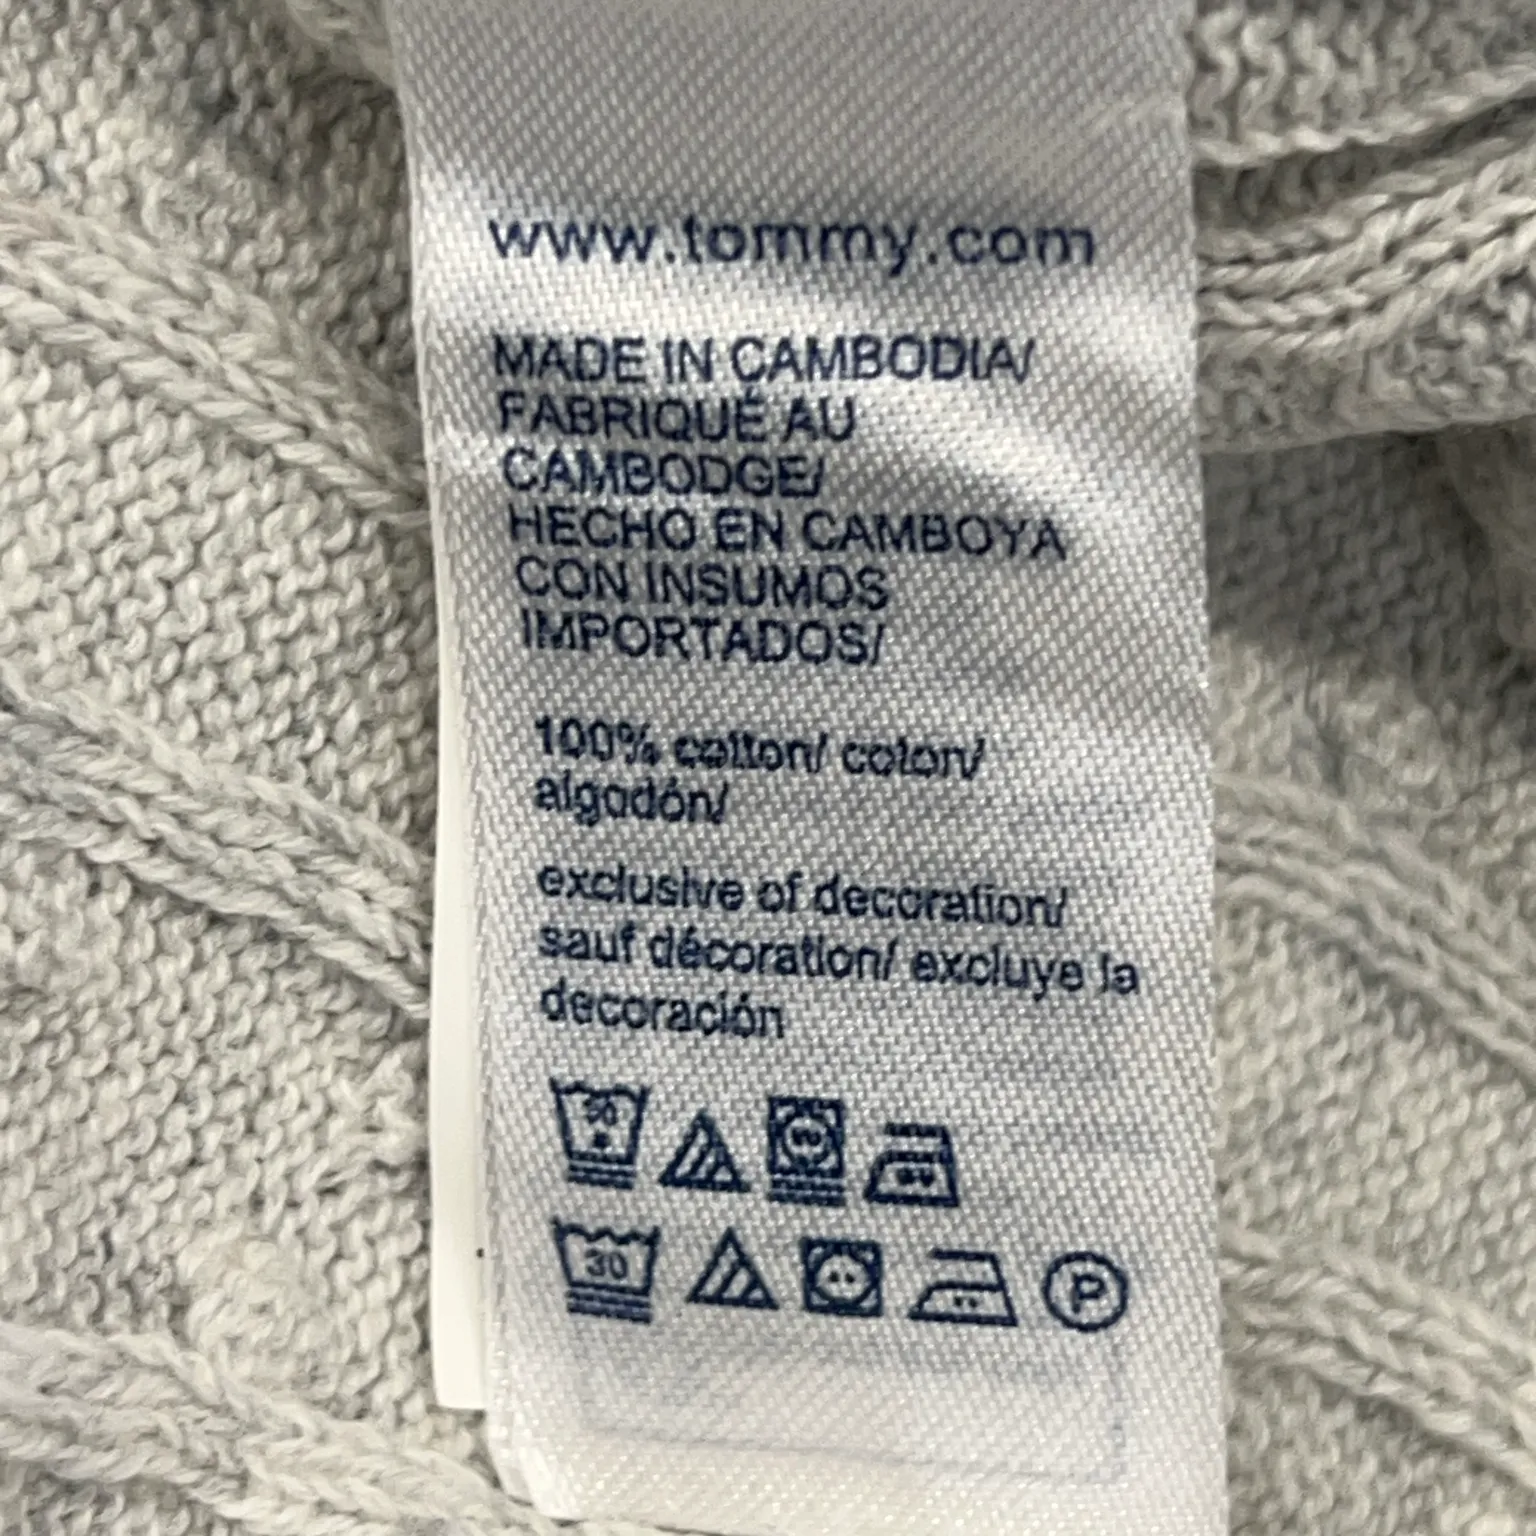 www.tommy.com
MADE IN CAMBODIA/
FABRIQUÉ AU
CAMBODGE/
HECHO EN CAMBOYA
CON INSUMOS
IMPORTADOS/
100% cotton/ coton/
algodón/
exclusive of decoration/
sauf décoration/ excluye la
decoración
30
30
P